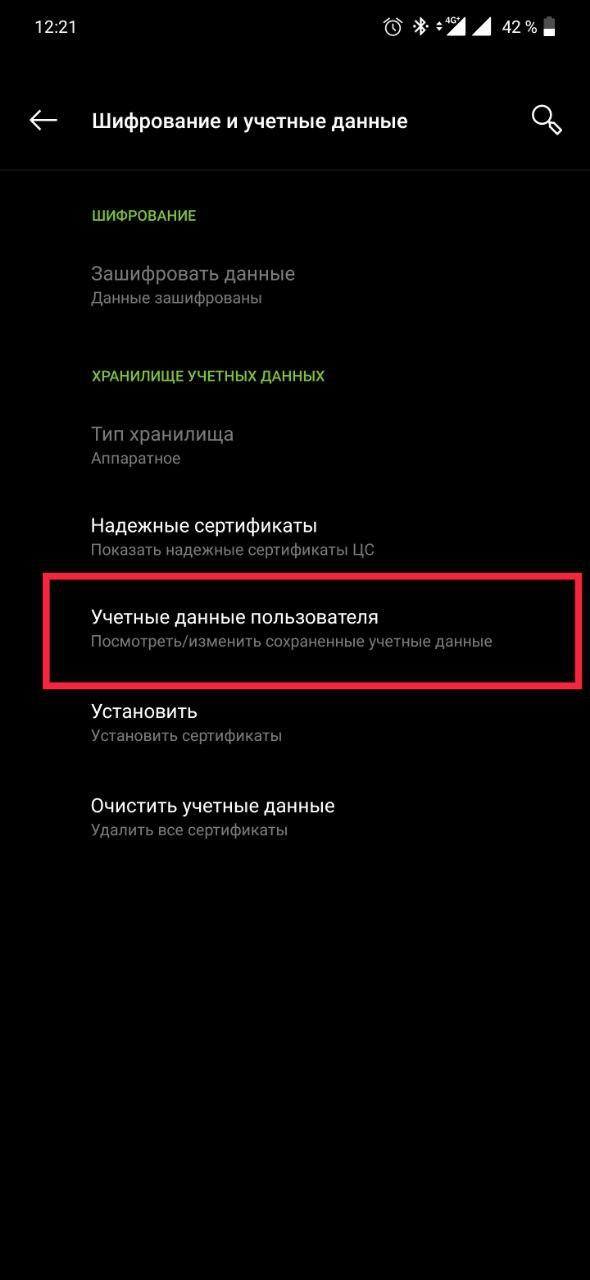 12:21
4G+
42 %
Шифрование и учетные данные
ШИФРОВАНИЕ
Зашифровать данные
Данные зашифрованы
ХРАНИЛИЩЕ УЧЕТНЫХ ДАННЫХ
Тип хранилища
Аппаратное
Надежные сертификаты
Показать надежные сертификаты ЦС
Учетные данные пользователя
Посмотреть/изменить сохраненные учетные данные
Установить
Установить сертификаты
Очистить учетные данные
Удалить все сертификаты